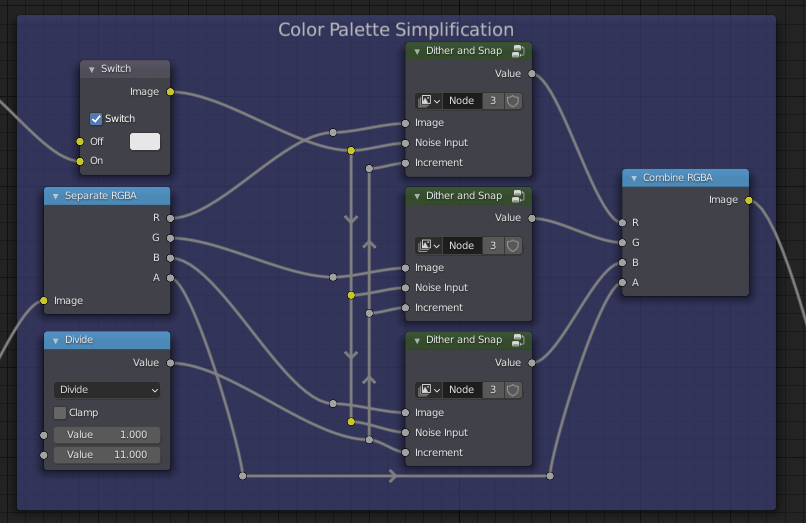 Color Palette Simplification
Switch
Image
Switch
Off
On
Separate RGBA
R
G
B
A
Image
Divide
Value
Divide
Clamp
Value 1.000
Value 11.000
Dither and Snap
Value
Node 3
Image
Noise Input
Increment
Dither and Snap
Value
Node 3
Image
Noise Input
Increment
Dither and Snap
Value
Node 3
Image
Noise Input
Increment
Combine RGBA
Image
R
G
B
A